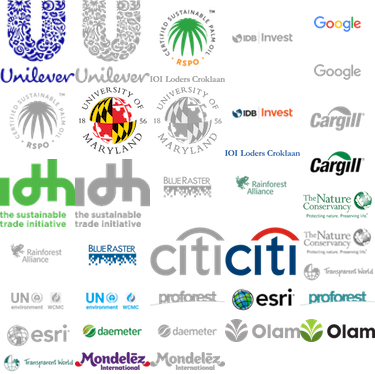 Unilever
Unilever
CERTIFIED SUSTAINABLE PALM OIL
RSPO
IDB Invest
Google
Google
IOI Loders Croklaan
CERTIFIED SUSTAINABLE PALM OIL
RSPO
UNIVERSITY OF
18 56
MARYLAND
UNIVERSITY OF
18 56
MARYLAND
IDB Invest
Cargill
IOI Loders Croklaan
Cargill
idh
the sustainable
trade initiative
idh
the sustainable
trade initiative
BLUERASTER
Rainforest
Alliance
The Nature
Conservancy
Protecting nature. Preserving life.
Rainforest
Alliance
BLUERASTER
citi
citi
The Nature
Conservancy
Protecting nature. Preserving life.
Transparent World
UN
environment
WCMC
UN
environment
WCMC
proforest
esri
proforest
esri
daemeter
daemeter
Olam
Olam
Transparent World
Mondelēz
International
Mondelēz
International